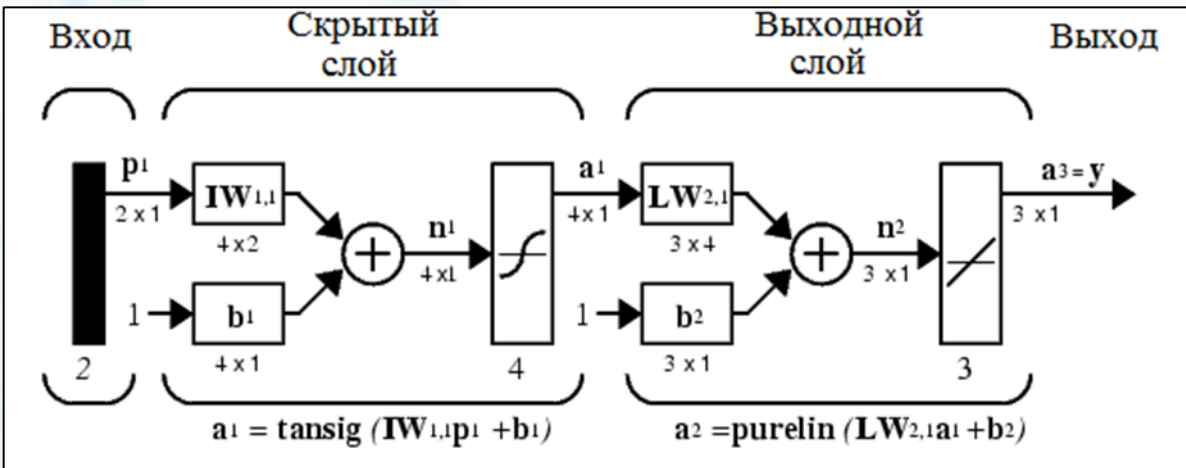 Вход
Скрытый
слой
Выходной
слой
Выход
p1
2 x 1
IW1,1
4 x2
1
b1
4 x 1
+
n1
4 x1
a1
4 x 1
LW2,1
3 x 4
1
b2
3 x 1
+
n2
3 x 1
a3 = y
3 x 1
2
4
3
a1 = tansig (IW1,1p1 +b1)
a2 =purelin (LW2,1a1 +b2)